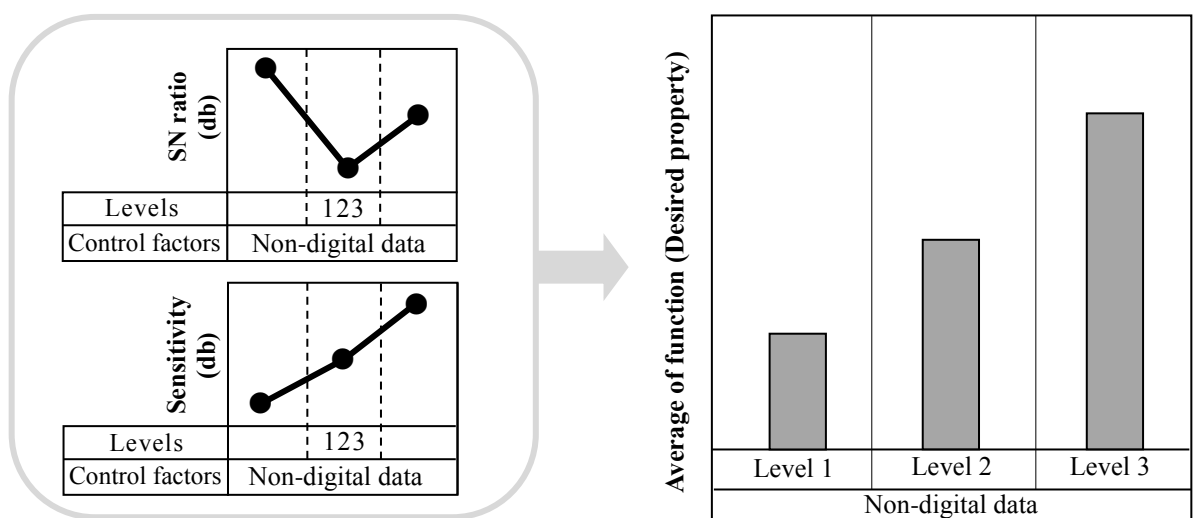 SN ratio
(db)
Levels 123
Control factors Non-digital data
Sensitivity
(db)
Levels 123
Control factors Non-digital data
Average of function (Desired property)
Level 1 Level 2 Level 3
Non-digital data